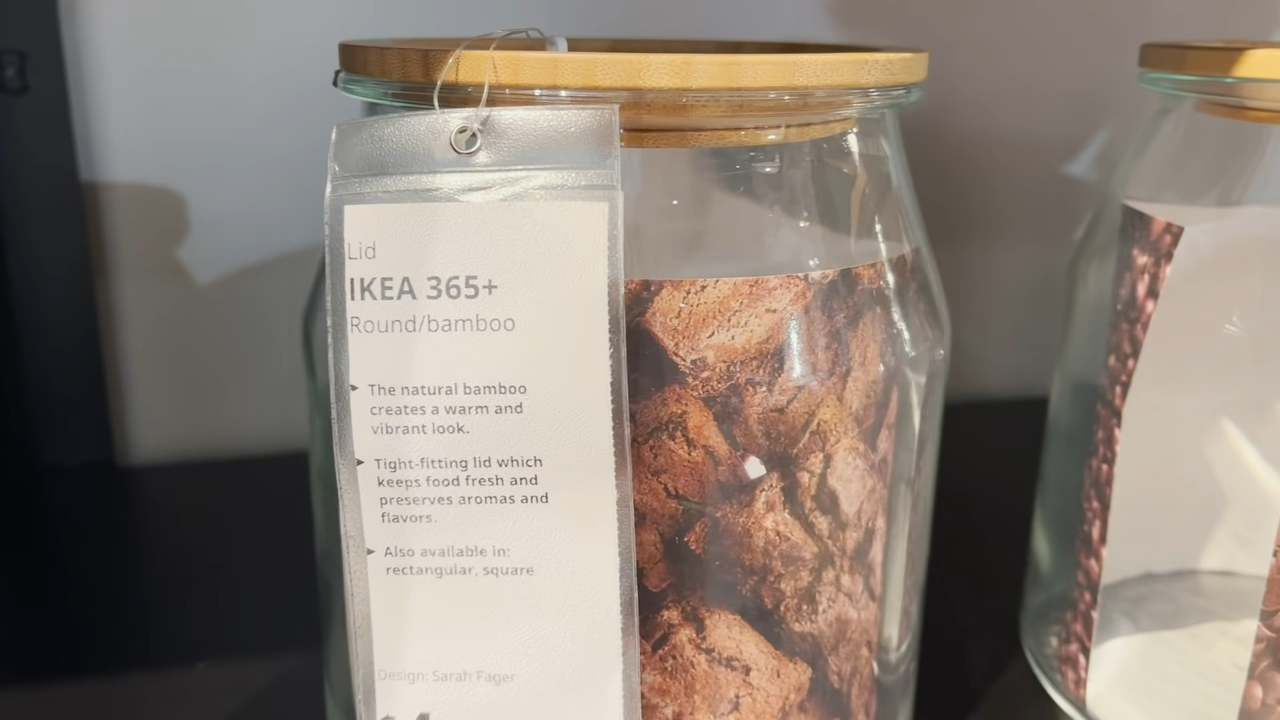 Lid
IKEA 365+
Round/bamboo
The natural bamboo
creates a warm and
vibrant look.
Tight-fitting lid which
keeps food fresh and
preserves aromas and
flavors.
Also available in:
rectangular, square
Design: Sarah Fager